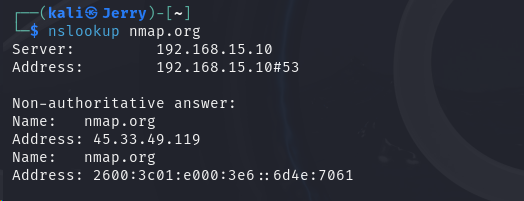 ┌──(kali㉿Jerry)-[~]
└─$ nslookup nmap.org
Server:         192.168.15.10
Address:        192.168.15.10#53

Non-authoritative answer:
Name:   nmap.org
Address: 45.33.49.119
Name:   nmap.org
Address: 2600:3c01:e000:3e6::6d4e:7061